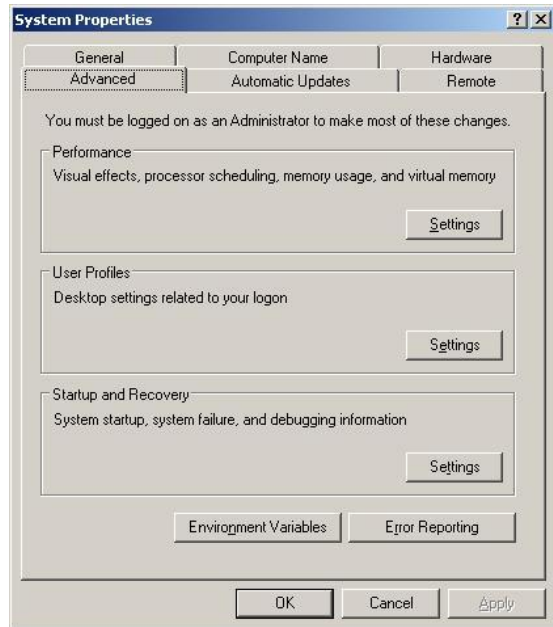 System Properties
General Computer Name Hardware
Advanced Automatic Updates Remote
You must be logged on as an Administrator to make most of these changes.
Performance
Visual effects, processor scheduling, memory usage, and virtual memory
Settings
User Profiles
Desktop settings related to your logon
Settings
Startup and Recovery
System startup, system failure, and debugging information
Settings
Environment Variables Error Reporting
OK Cancel Apply